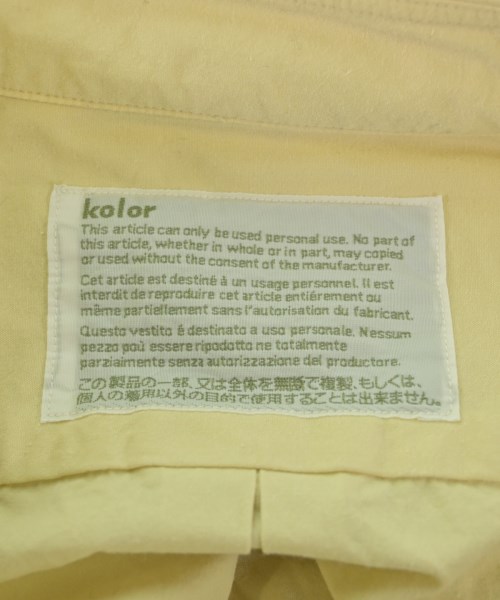 kolor
This article can only be used personal use. No part of
this article, whether in whole or in part, may copied
or used without the consent of the manufacturer.
Cet article est destiné à un usage personnel. Il est
interdit de reproduire cet article entiérement ou
même partiellement sans l'autorisation du fabricant.
Questo vestito é destinato a uso personale. Nessum
pezzo poù essere ripodotto ne totalmente
parzialmente senza autorizzazione del produttore.
この製品の一部、又は全体を無断で複製、もしくは、
個人の着用以外の目的で使用することは出来ません。